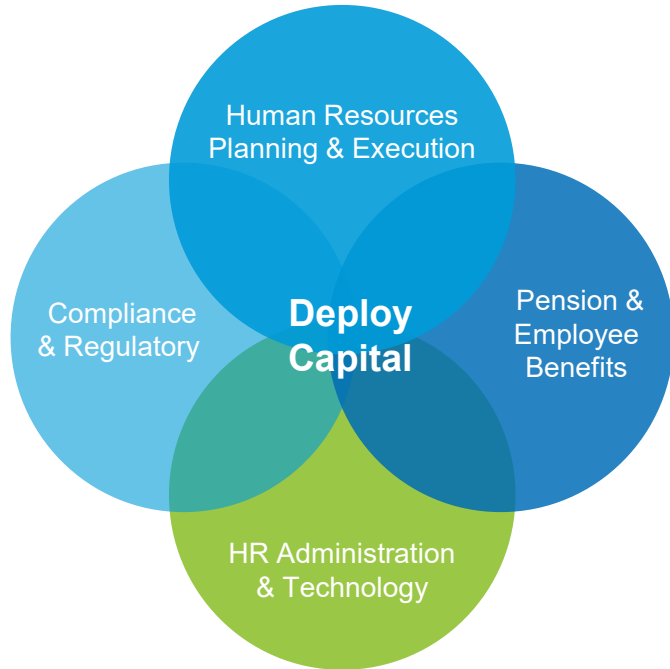 Human Resources
Planning & Execution
Compliance
& Regulatory
Deploy
Capital
Pension &
Employee
Benefits
HR Administration
& Technology